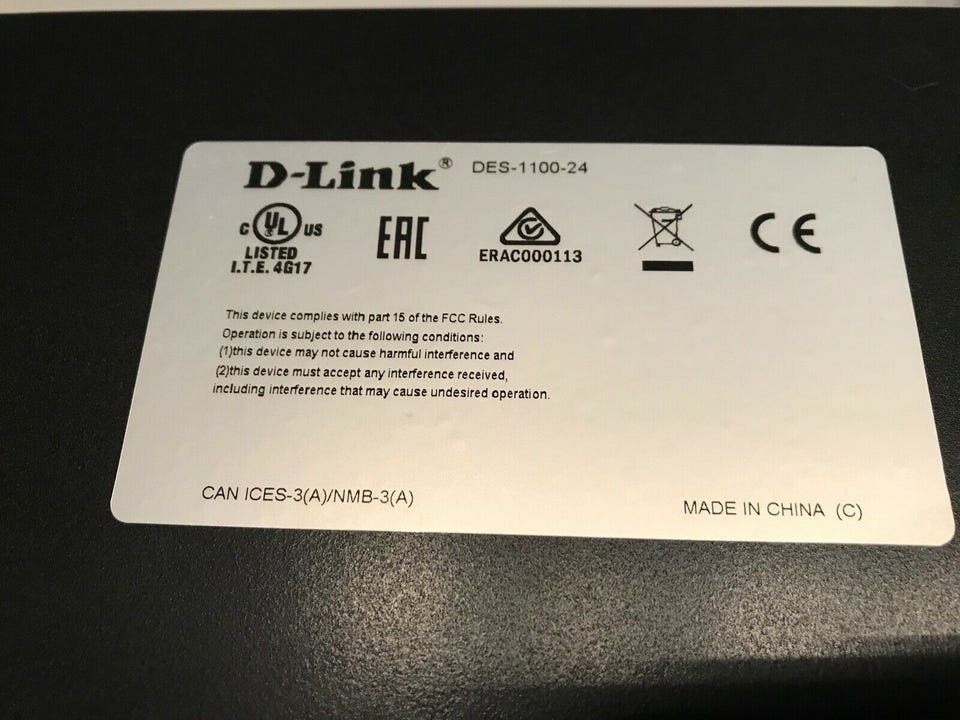 D-Link® DES-1100-24
C UL US
LISTED
I.T.E. 4G17
EAC
ERAC000113
CE
This device complies with part 15 of the FCC Rules.
Operation is subject to the following conditions:
(1)this device may not cause harmful interference and
(2)this device must accept any interference received,
including interference that may cause undesired operation.
CAN ICES-3(A)/NMB-3(A)
MADE IN CHINA (C)